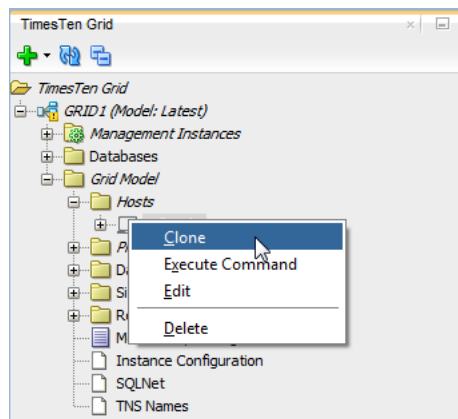 TimesTen Grid
TimesTen Grid
GRID1 (Model: Latest)
Management Instances
Databases
Grid Model
Hosts
Clone
Execute Command
Edit
Delete
Instance Configuration
SQLNet
TNS Names